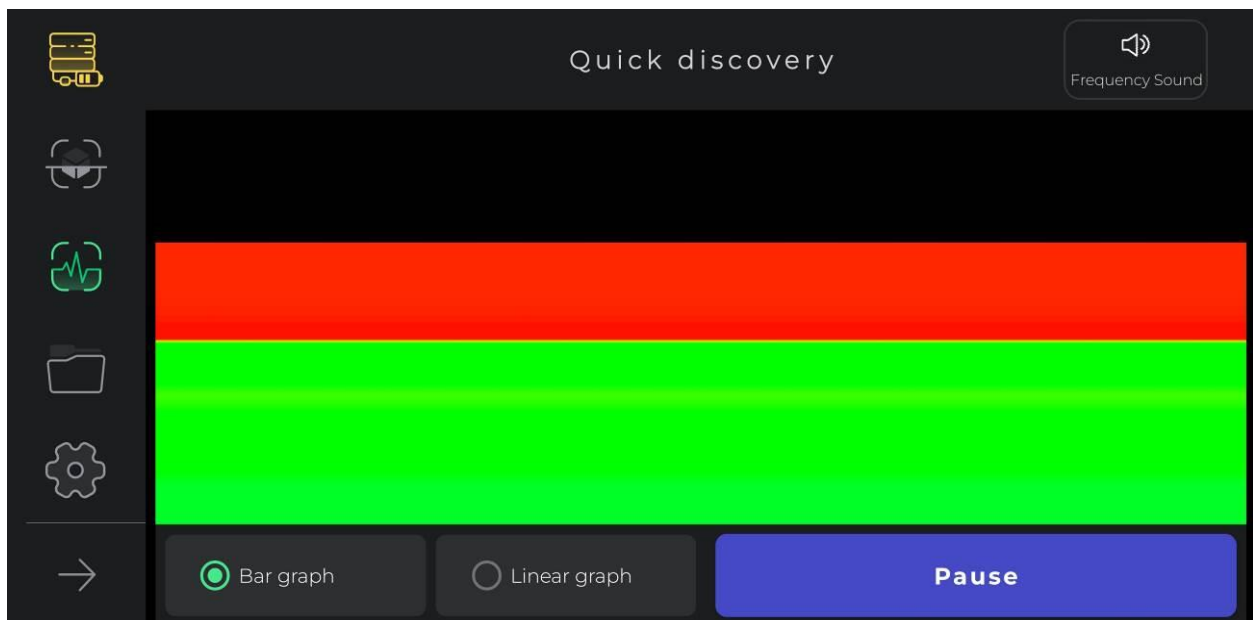 Quick discovery
Frequency Sound
Bar graph
Linear graph
Pause